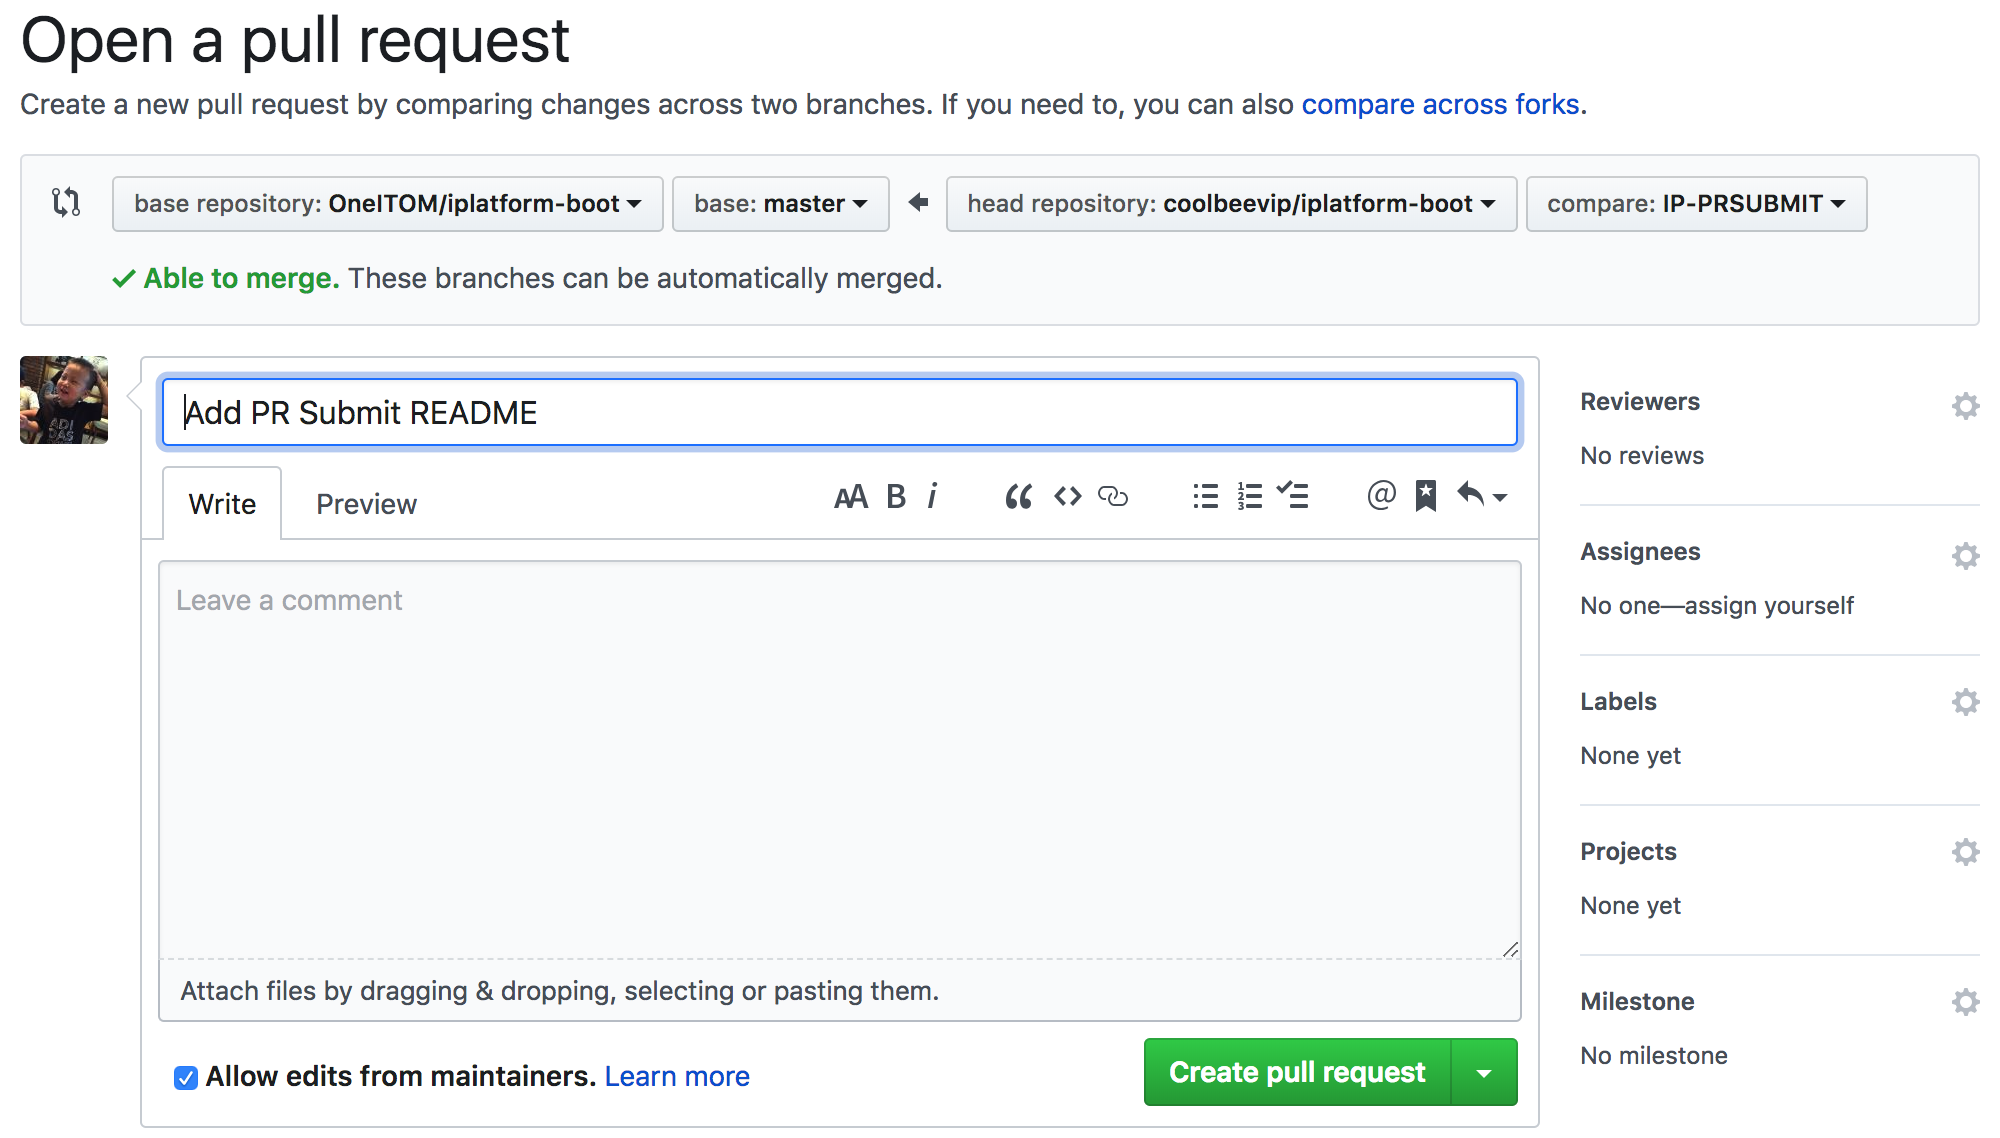 Open a pull request
Create a new pull request by comparing changes across two branches. If you need to, you can also compare across forks.
base repository: OneITOM/iplatform-boot base: master head repository: coolbeevip/iplatform-boot compare: IP-PRSUBMIT
Able to merge. These branches can be automatically merged.
Add PR Submit README
Write Preview
Leave a comment
Attach files by dragging & dropping, selecting or pasting them.
Allow edits from maintainers. Learn more
Create pull request
Reviewers
No reviews
Assignees
No one—assign yourself
Labels
None yet
Projects
None yet
Milestone
No milestone
ADI
DAS